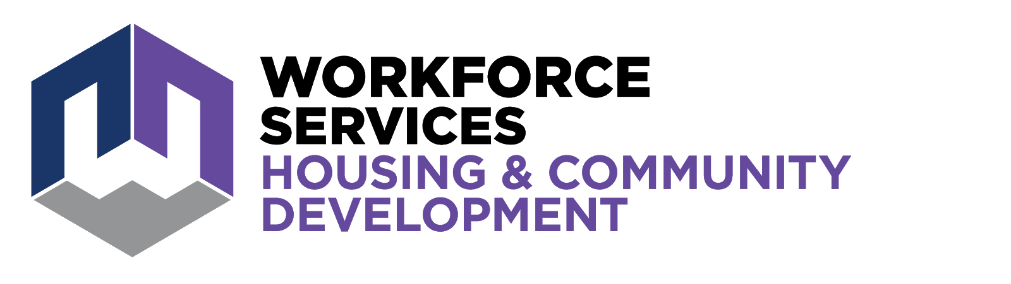 WORKFORCE
SERVICES
HOUSING & COMMUNITY
DEVELOPMENT